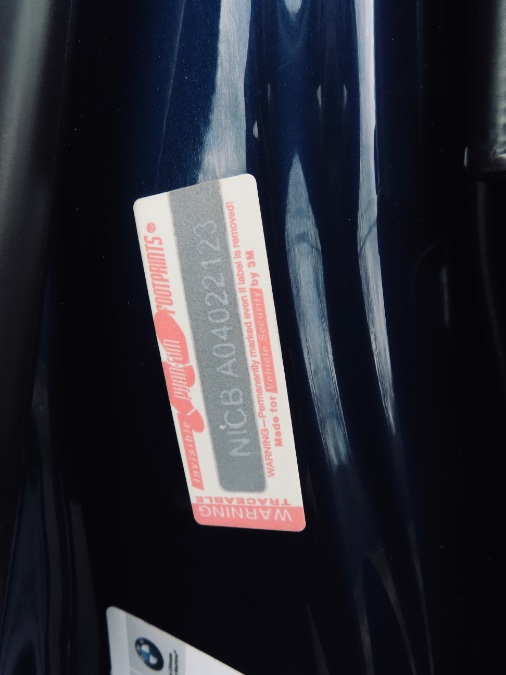 Invisible PHANTOM FOOTPRINTS®
NICB A04022123
WARNING—Permanently marked even if label is removed!
Made for Vehicle Security by 3M
TRACEABLE
WARNING